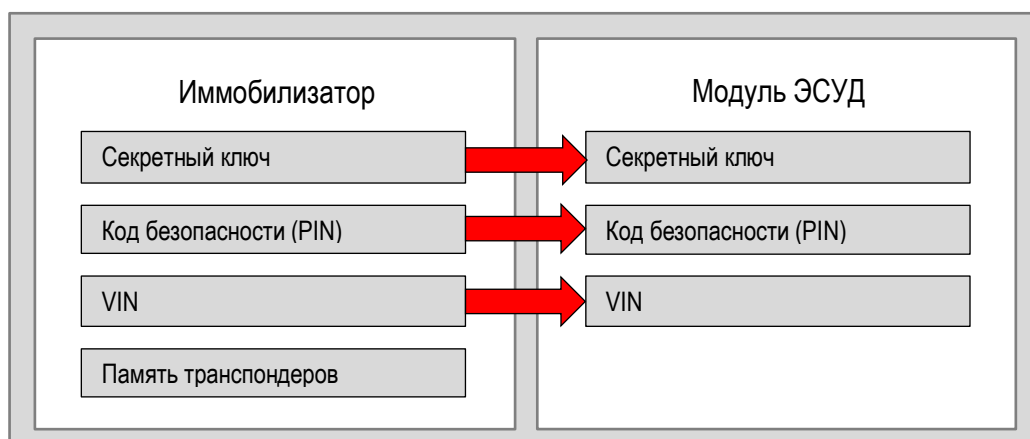 Иммобилизатор
Секретный ключ
Код безопасности (PIN)
VIN
Память транспондеров
Модуль ЭСУД
Секретный ключ
Код безопасности (PIN)
VIN